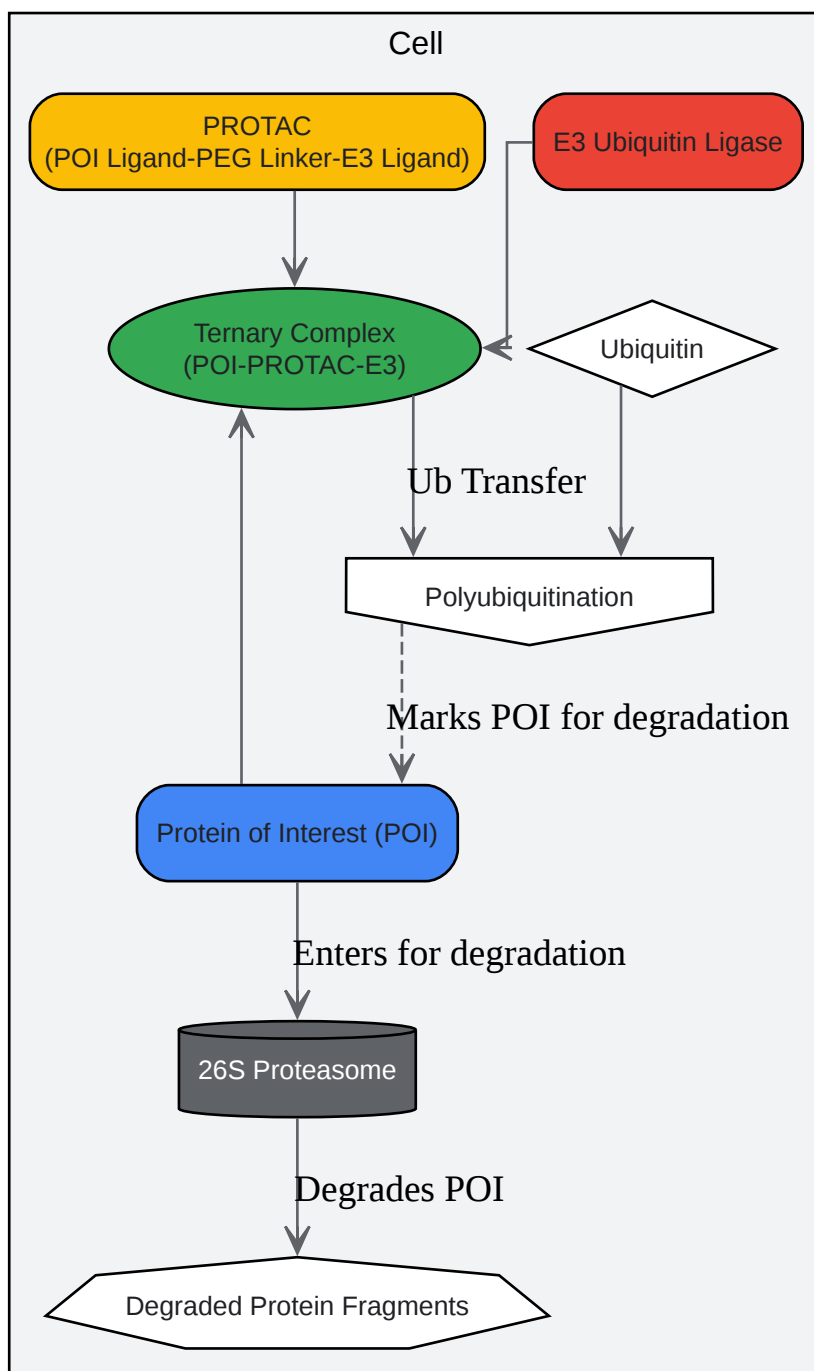 Cell
PROTAC
(POI Ligand-PEG Linker-E3 Ligand)
E3 Ubiquitin Ligase
Ternary Complex
(POI-PROTAC-E3)
Ubiquitin
Ub Transfer
Polyubiquitination
Marks POI for degradation
Protein of Interest (POI)
Enters for degradation
26S Proteasome
Degrades POI
Degraded Protein Fragments